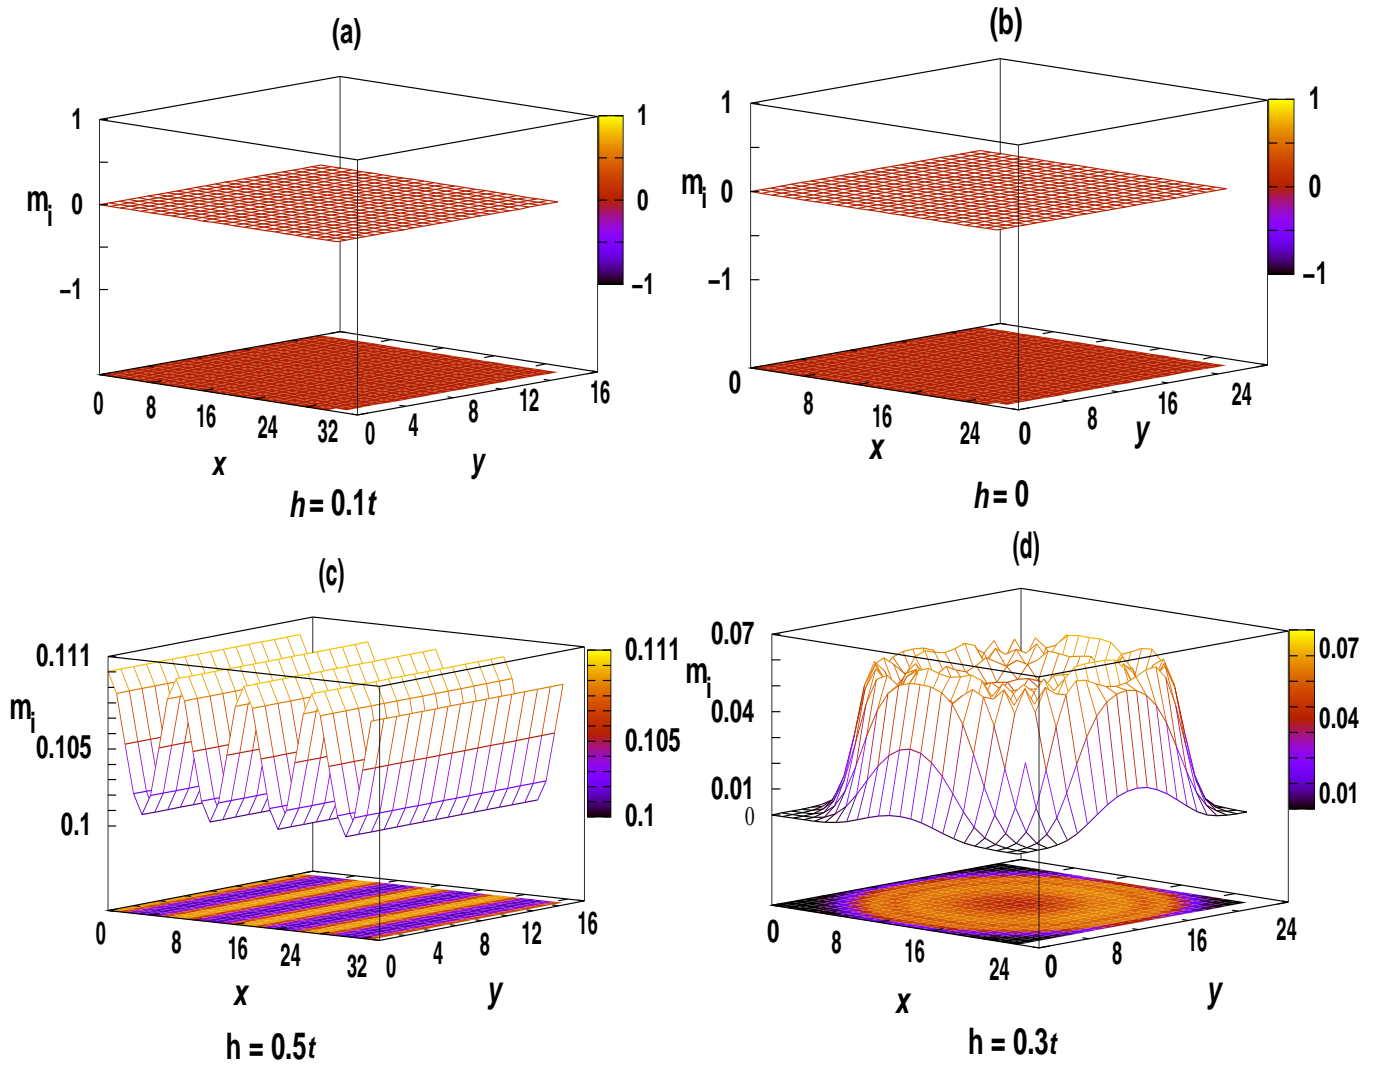 (a)
1
0
−1
m_i
1
0
−1
0 8 16 24 32
0 4 8 12 16
x
y
h = 0.1t
(b)
1
0
−1
m_i
1
0
−1
0 8 16 24
0 8 16 24
x
y
h = 0
(c)
0.111
0.105
0.1
m_i
0.111
0.105
0.1
0 8 16 24 32
0 4 8 12 16
x
y
h = 0.5t
(d)
0.07
0.04
0.01
0
m_i
0.07
0.04
0.01
0 8 16 24
0 8 16 24
x
y
h = 0.3t